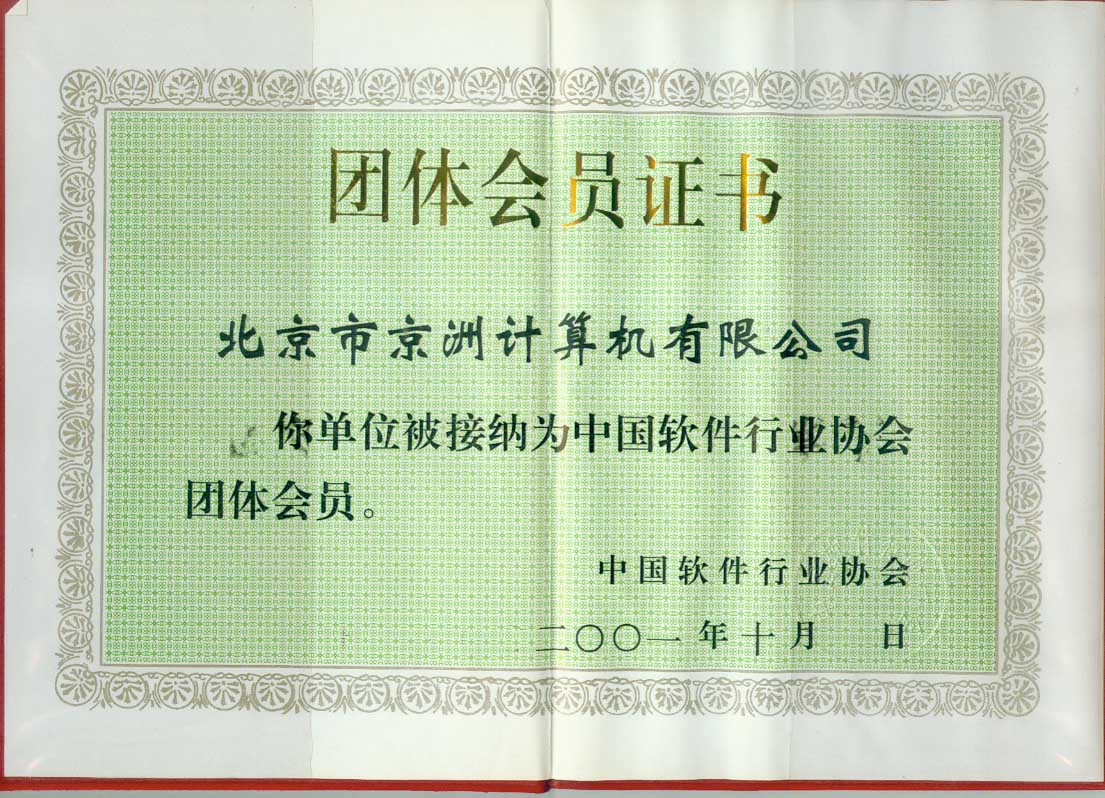 团体会员证书
北京市京洲计算机有限公司
你单位被接纳为中国软件行业协会
团体会员。
中国软件行业协会
二〇〇一年十月 日